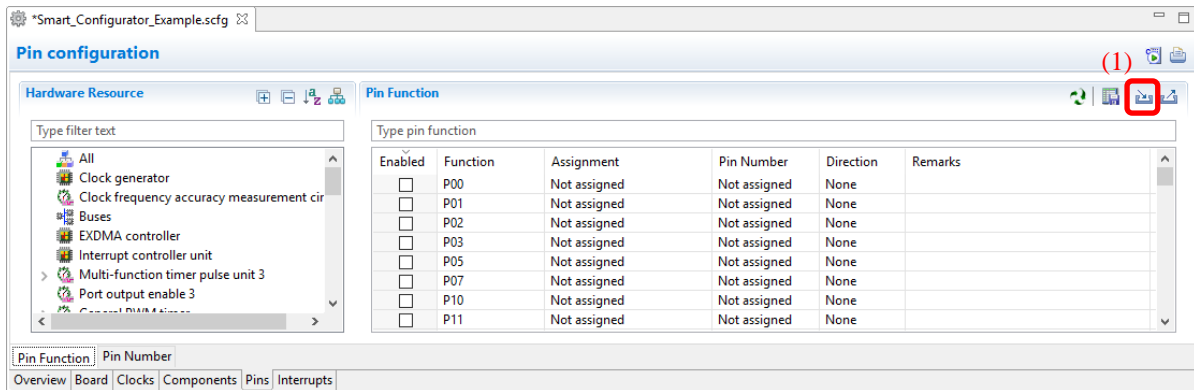 *Smart_Configurator_Example.scfg
Pin configuration
(1)
Hardware Resource
Pin Function
Type filter text
Type pin function
All
Clock generator
Clock frequency accuracy measurement cir
Buses
EXDMA controller
Interrupt controller unit
Multi-function timer pulse unit 3
Port output enable 3
General PWM timer
Enabled Function Assignment Pin Number Direction Remarks
P00 Not assigned Not assigned None
P01 Not assigned Not assigned None
P02 Not assigned Not assigned None
P03 Not assigned Not assigned None
P05 Not assigned Not assigned None
P07 Not assigned Not assigned None
P10 Not assigned Not assigned None
P11 Not assigned Not assigned None
Pin Function Pin Number
Overview Board Clocks Components Pins Interrupts